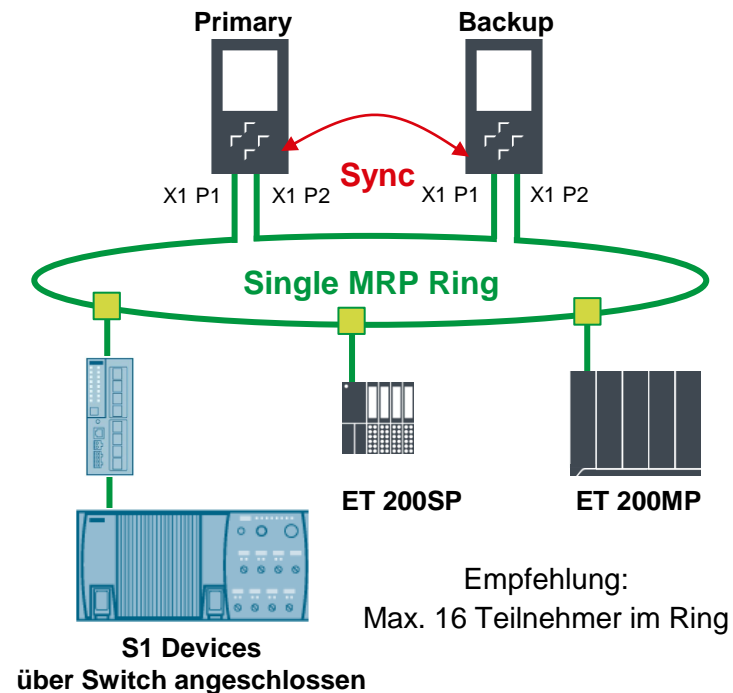 Primary
Backup
Sync
X1 P1
X1 P2
X1 P1
X1 P2
Single MRP Ring
ET 200SP
ET 200MP
Empfehlung:
Max. 16 Teilnehmer im Ring
S1 Devices
über Switch angeschlossen